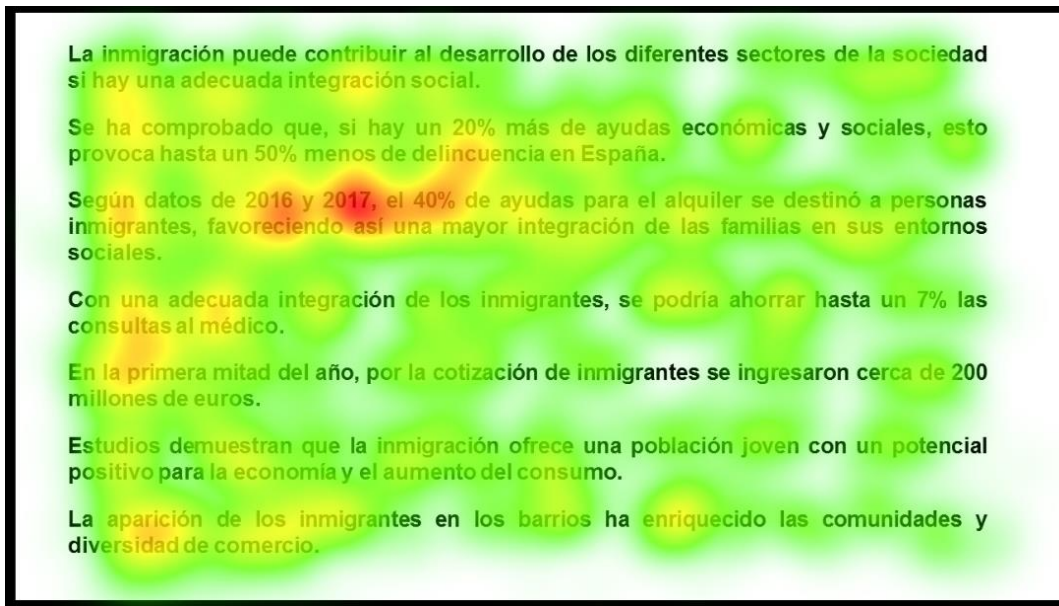 La inmigración puede contribuir al desarrollo de los diferentes sectores de la sociedad
si hay una adecuada integración social.
Se ha comprobado que, si hay un 20% más de ayudas económicas y sociales, esto
provoca hasta un 50% menos de delincuencia en España.
Según datos de 2016 y 2017, el 40% de ayudas para el alquiler se destinó a personas
inmigrantes, favoreciendo así una mayor integración de las familias en sus entornos
sociales.
Con una adecuada integración de los inmigrantes, se podría ahorrar hasta un 7% las
consultas al médico.
En la primera mitad del año, por la cotización de inmigrantes se ingresaron cerca de 200
millones de euros.
Estudios demuestran que la inmigración ofrece una población joven con un potencial
positivo para la economía y el aumento del consumo.
La aparición de los inmigrantes en los barrios ha enriquecido las comunidades y
diversidad de comercio.